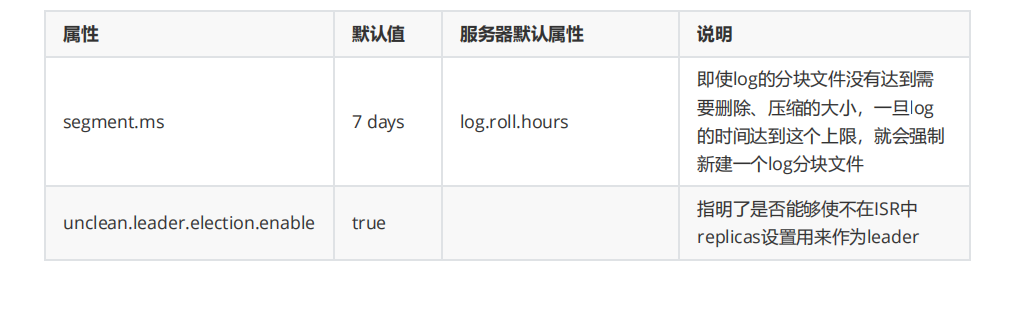 属性 默认值 服务器默认属性 说明
即使log的分块文件没有达到需
要删除、压缩的大小，一旦log
segment.ms 7 days log.roll.hours
的时间达到这个上限，就会强制
新建一个log分块文件
指明了是否能够使不在ISR中
unclean.leader.election.enable true
replicas设置用来作为leader